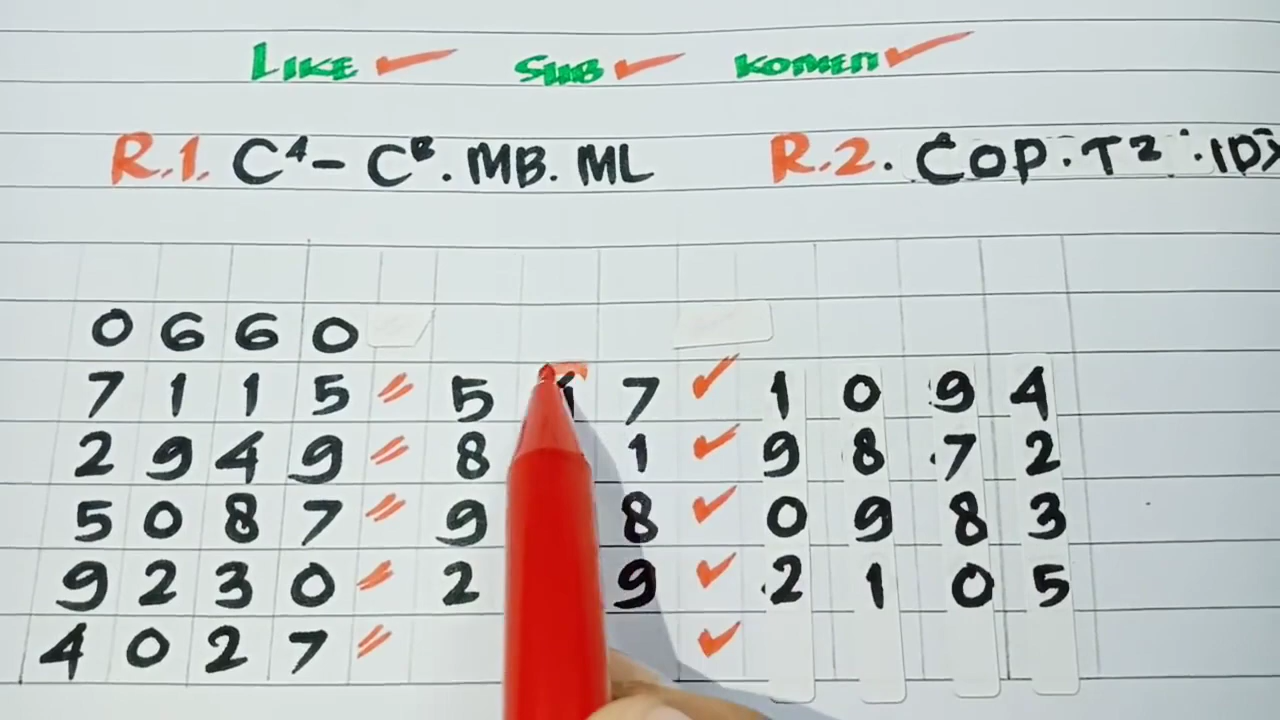 LIKE SUB KOMEN
R.1. C⁴- Cᴮ. MB. ML R.2. COP. T2
0 6 6 0
7 1 1 5 5 1 7 1 0 9 4
2 9 4 9 8 1 9 8 7 2
5 0 8 7 9 8 0 9 8 3
9 2 3 0 2 9 2 1 0 5
4 0 2 7